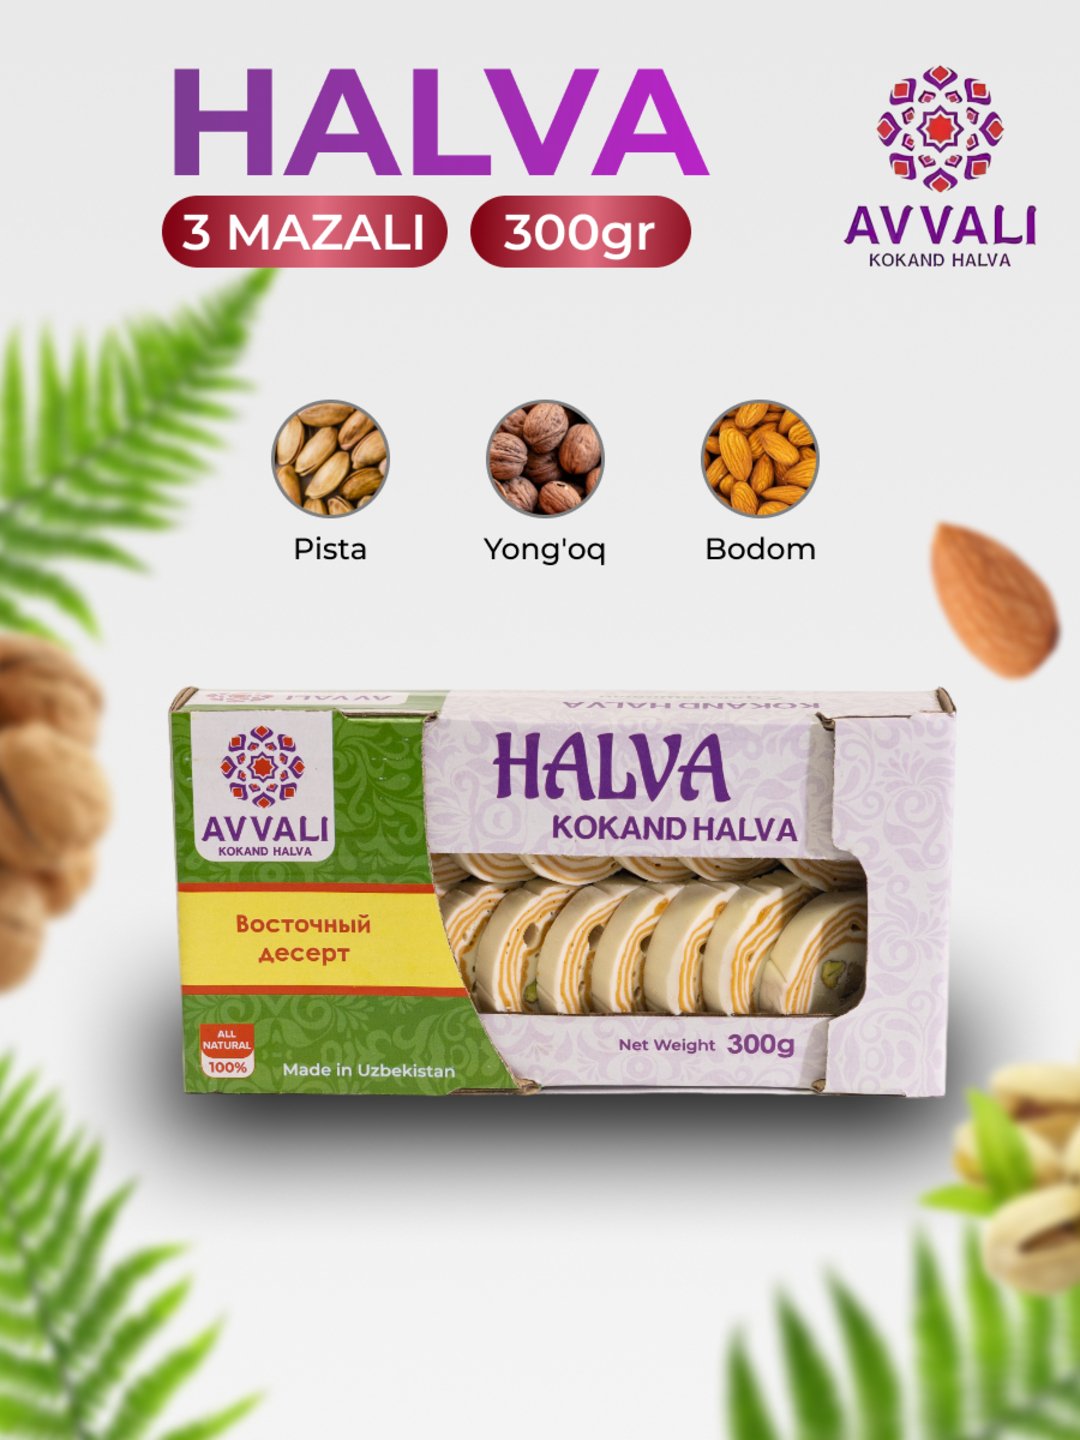 HALVA
3 MAZALI
300gr
AVVALI
KOKAND HALVA
Pista
Yong'oq
Bodom
AVVALI
KOKAND HALVA
HALVA
KOKAND HALVA
AVVALI
KOKAND HALVA
Восточный
десерт
ALL
NATURAL
100%
Made in Uzbekistan
Net Weight 300g